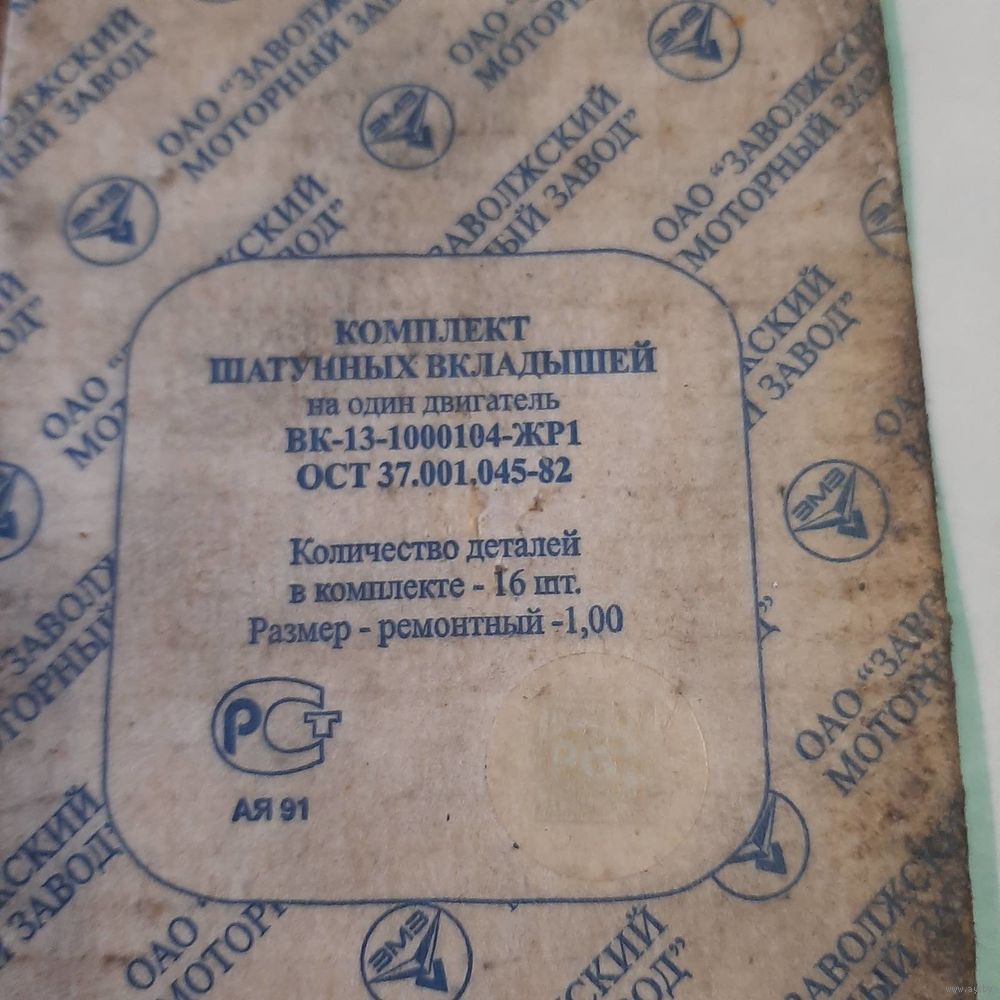 КОМПЛЕКТ
ШАТУННЫХ ВКЛАДЫШЕЙ
на один двигатель
ВК-13-1000104-ЖР1
ОСТ 37.001.045-82
Количество деталей
в комплекте - 16 шт.
Размер - ремонтный -1,00
РСТ
АЯ 91
ОАО “ЗАВОЛЖСКИЙ
МОТОРНЫЙ ЗАВОД”
ЗМЗ